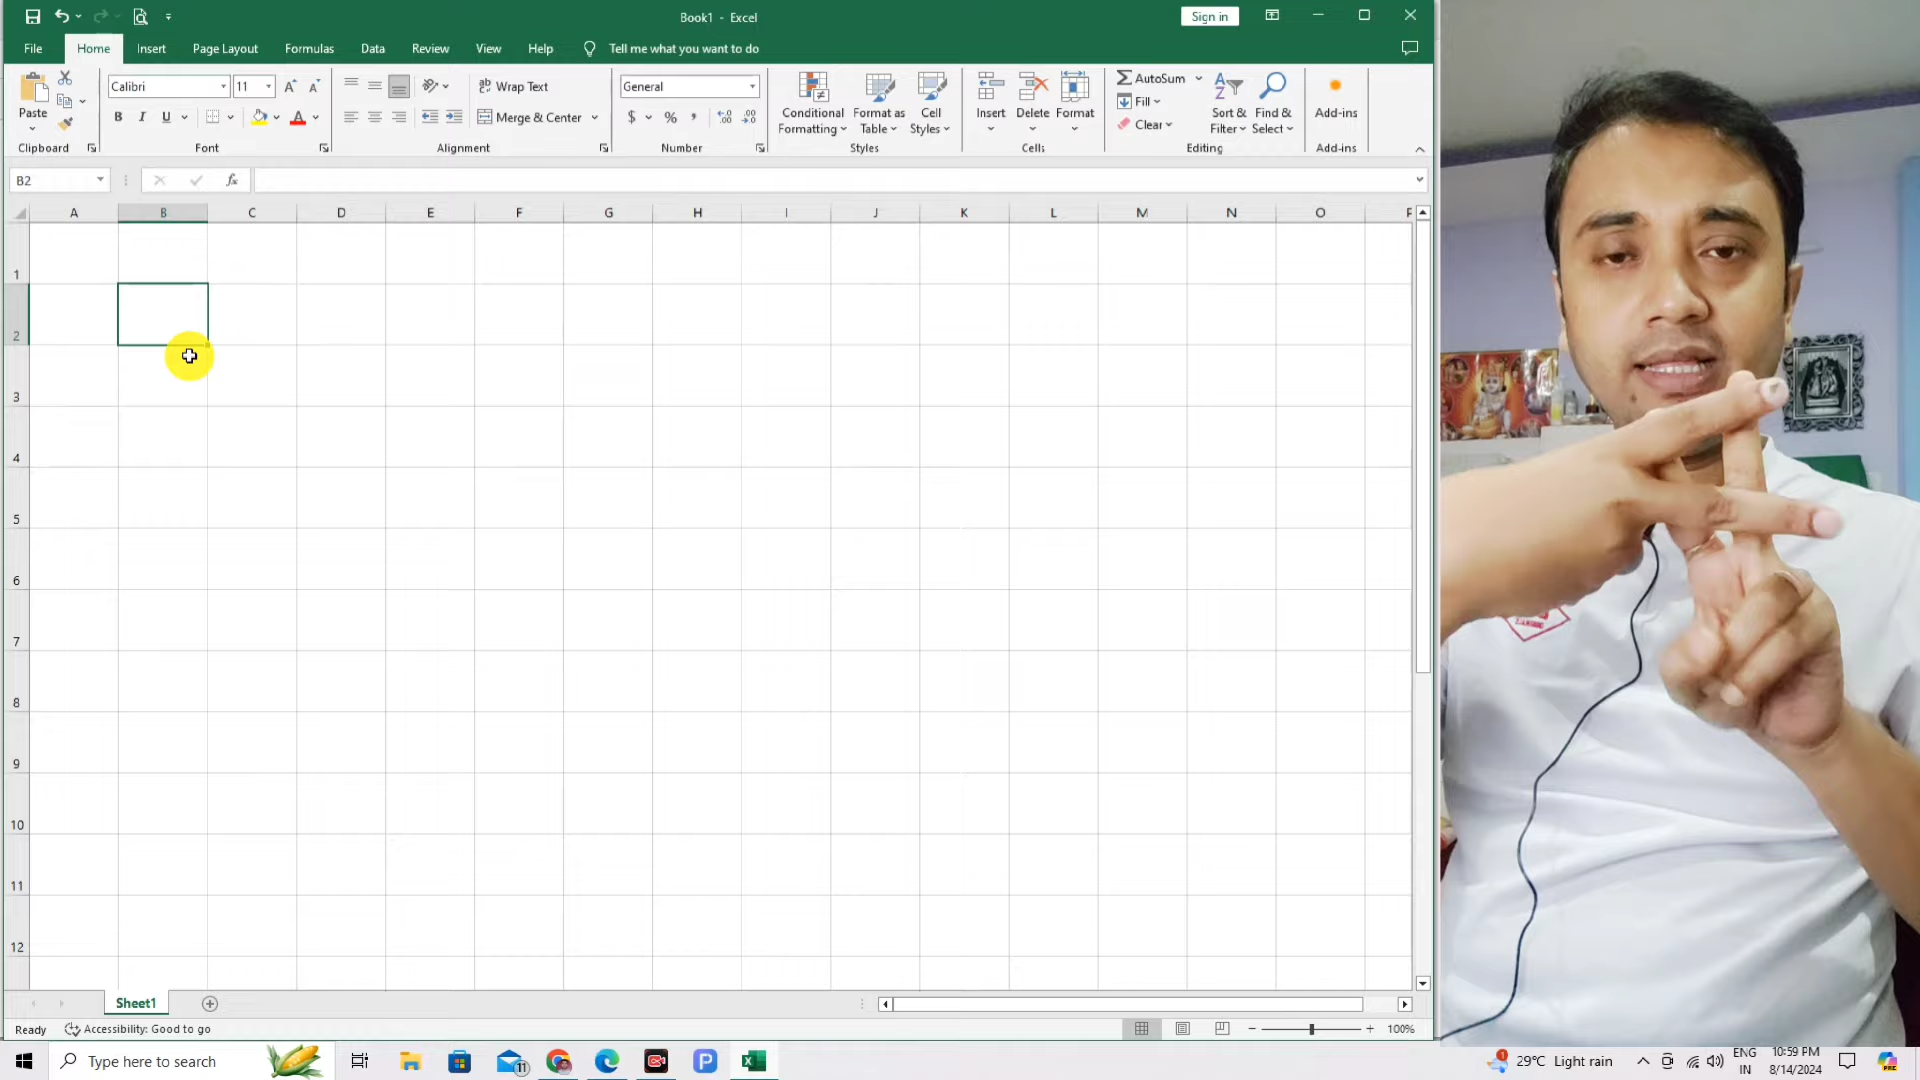 Book1 - Excel
Sign in
File Home Insert Page Layout Formulas Data Review View Help Tell me what you want to do
Paste
Clipboard
Calibri 11
B I U
Font
Wrap Text
Merge & Center
Alignment
General
$ % ,
Number
Conditional Formatting
Format as Table
Cell Styles
Styles
Insert Delete Format
Cells
AutoSum
Fill
Clear
Sort & Filter
Find & Select
Editing
Add-ins
Add-ins
B2 fx
A B C D E F G H I J K L M N O P
1
2
3
4
5
6
7
8
9
10
11
12
Sheet1
Ready Accessibility: Good to go 100%
Type here to search
11
29°C Light rain
ENG
IN
10:59 PM
8/14/2024